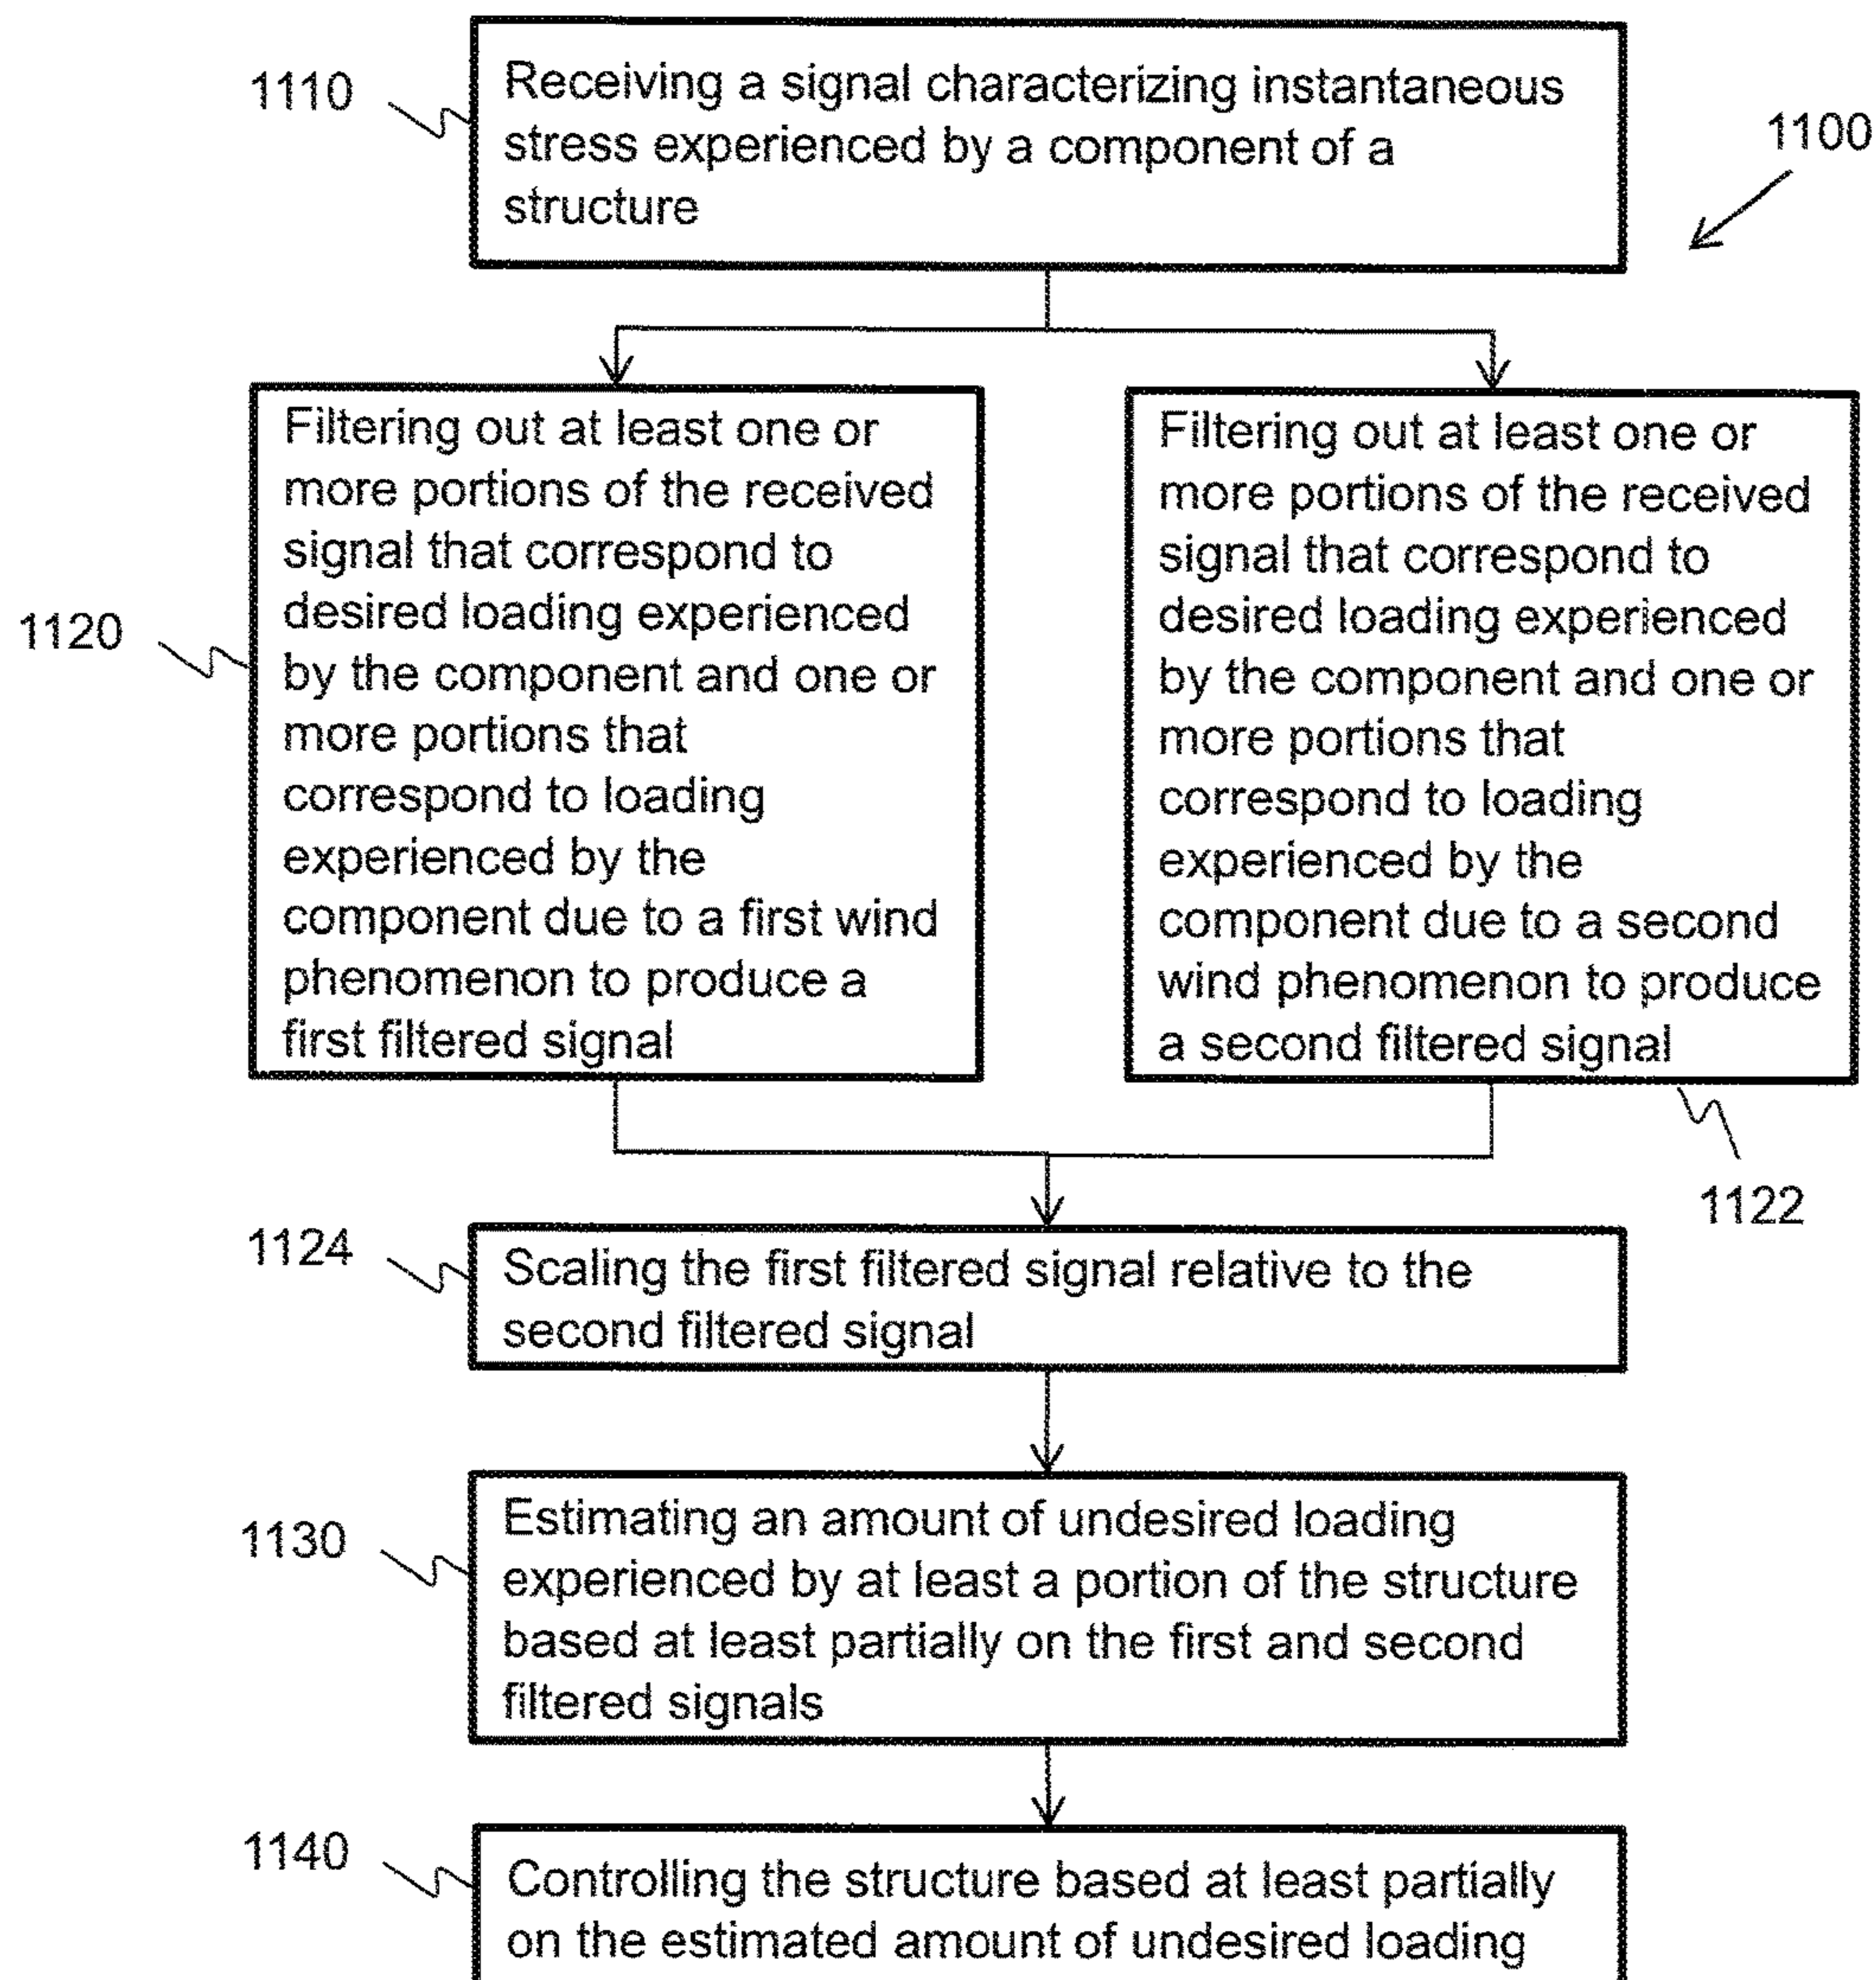 1110
Receiving a signal characterizing instantaneous
stress experienced by a component of a
structure
1100
1120
Filtering out at least one or
more portions of the received
signal that correspond to
desired loading experienced
by the component and one or
more portions that
correspond to loading
experienced by the
component due to a first wind
phenomenon to produce a
first filtered signal
Filtering out at least one or
more portions of the received
signal that correspond to
desired loading experienced
by the component and one or
more portions that
correspond to loading
experienced by the
component due to a second
wind phenomenon to produce
a second filtered signal
1122
1124
Scaling the first filtered signal relative to the
second filtered signal
1130
Estimating an amount of undesired loading
experienced by at least a portion of the structure
based at least partially on the first and second
filtered signals
1140
Controlling the structure based at least partially
on the estimated amount of undesired loading